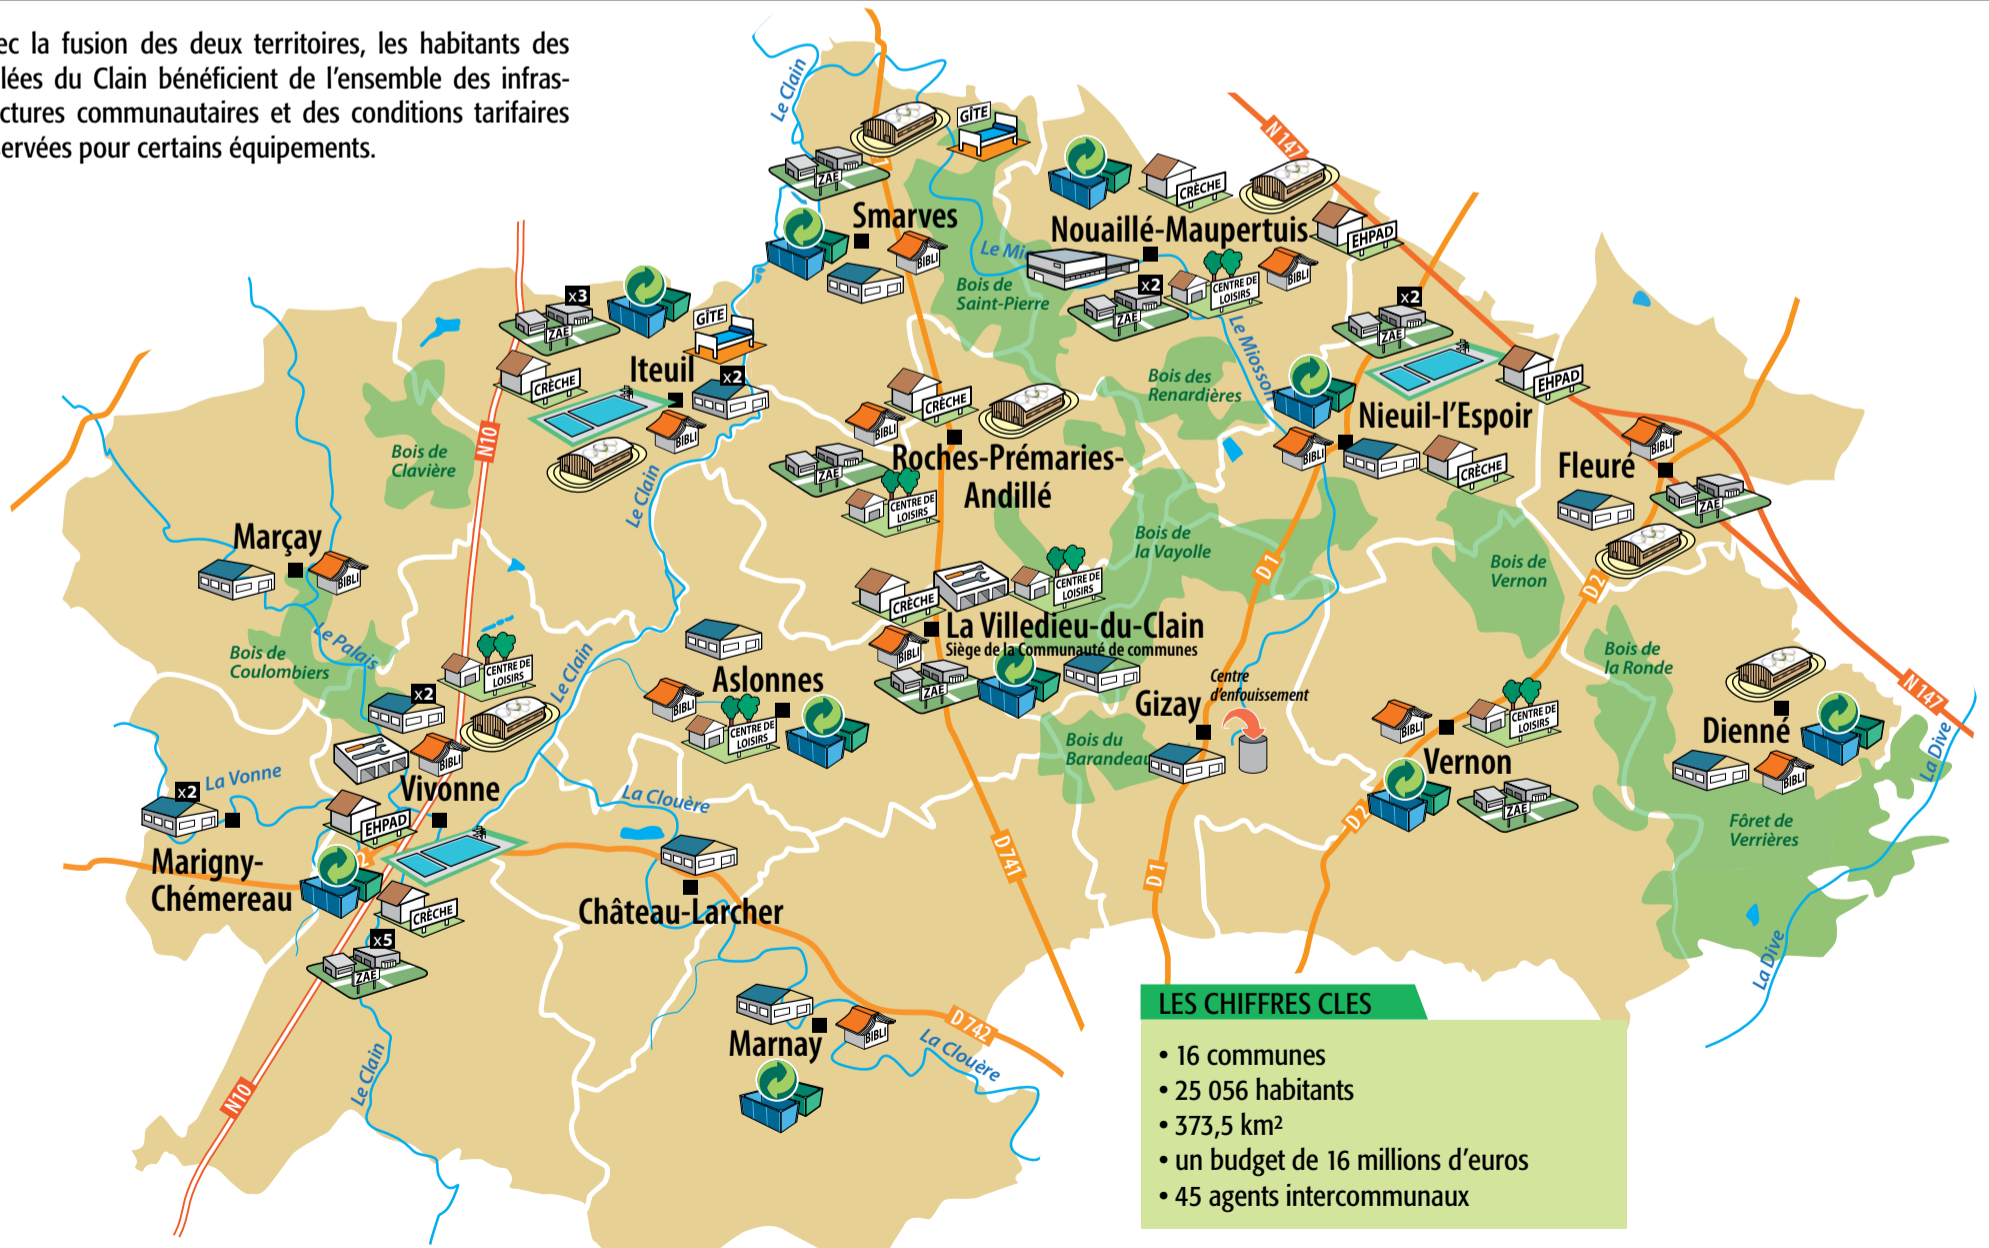 ec la fusion des deux territoires, les habitants des
lées du Clain bénéficient de l'ensemble des infras-
ctures communautaires et des conditions tarifaires
servées pour certains équipements.
Le Clain
GÎTE
N 147
ZAE
CRÈCHE
Smarves
Nouaillé-Maupertuis
EHPAD
BIBLI
Le Mio
Bois de
Saint-Pierre
x2
ZAE
CENTRE DE
LOISIRS
BIBLI
x3
ZAE
GÎTE
x2
ZAE
Le Miosson
CRÈCHE
Iteuil
x2
BIBLI
EHPAD
Bois des
Renardières
CRÈCHE
BIBLI
Nieuil-l'Espoir
BIBLI
CRÈCHE
BIBLI
Fleuré
ZAE
N10
Bois de
Clavière
Le Clain
Roches-Prémaries-
Andillé
ZAE
CENTRE DE
LOISIRS
Marçay
BIBLI
Bois de
la Vayolle
D 1
Bois de
Vernon
D2
CRÈCHE
CENTRE DE
LOISIRS
La Villedieu-du-Clain
Siège de la Communauté de communes
BIBLI
ZAE
Le Palais
Bois de
Coulombiers
CENTRE DE
LOISIRS
Le Clain
Aslonnes
BIBLI
CENTRE DE
LOISIRS
Gizay
Centre
d'enfouissement
Bois de
la Ronde
N 147
x2
BIBLI
Vivonne
Bois du
Barandeau
BIBLI
CENTRE DE
LOISIRS
Vernon
ZAE
D2
Dienné
BIBLI
La Dive
La Vonne
x2
Marigny-
Chémereau
EHPAD
2
CRÈCHE
x5
ZAE
La Clouère
Château-Larcher
D 741
D 1
Fôret de
Verrières
La Dive
N10
Le Clain
Marnay
BIBLI
D 742
La Clouère
LES CHIFFRES CLES
• 16 communes
• 25 056 habitants
• 373,5 km²
• un budget de 16 millions d'euros
• 45 agents intercommunaux